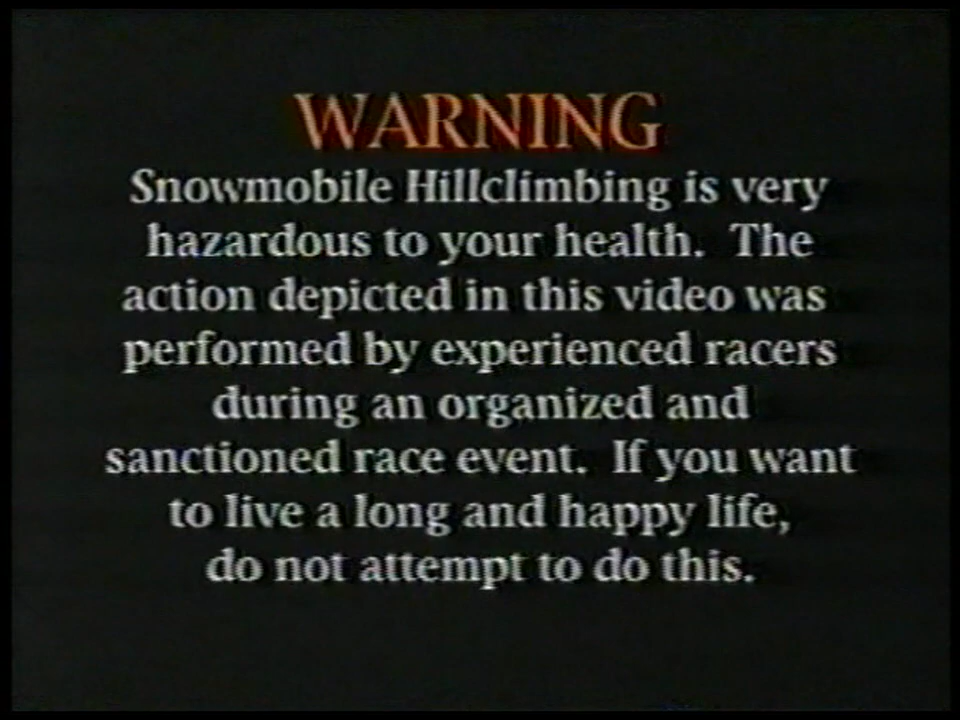 WARNING
Snowmobile Hillclimbing is very
hazardous to your health.  The
action depicted in this video was
performed by experienced racers
during an organized and
sanctioned race event.  If you want
to live a long and happy life,
do not attempt to do this.